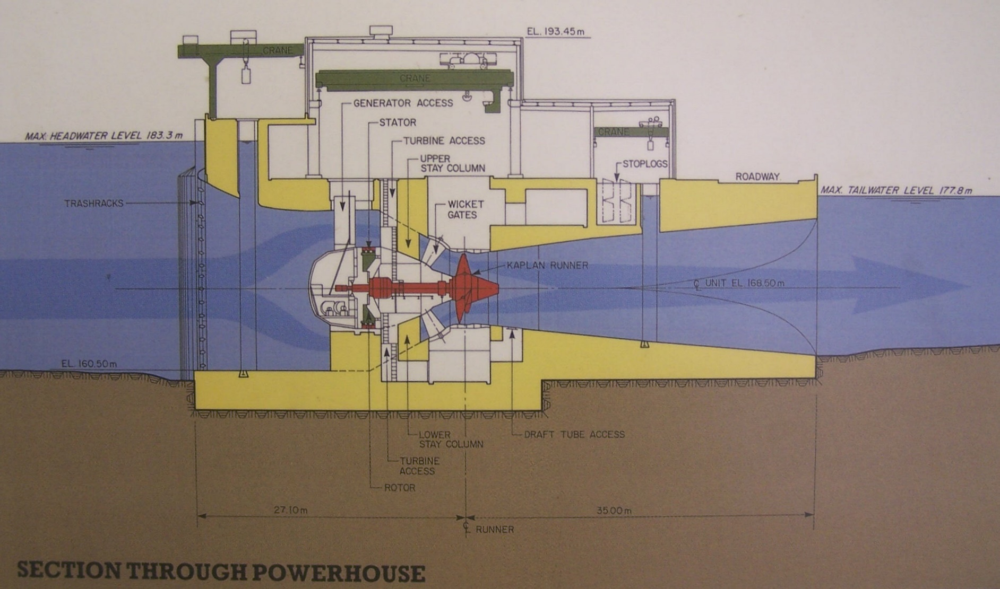 EL. 193.45m
CRANE
CRANE
GENERATOR ACCESS
STATOR
MAX. HEADWATER LEVEL 183.3 m
CRANE
TURBINE ACCESS
UPPER
STAY COLUMN
STOPLOGS
ROADWAY
MAX. TAILWATER LEVEL 177.8m
TRASHRACKS
WICKET
GATES
KAPLAN RUNNER
℄ UNIT EL 168.50m
EL. 160.50m
LOWER
STAY COLUMN
DRAFT TUBE ACCESS
TURBINE
ACCESS
ROTOR
27.10m
35.00m
℄ RUNNER
SECTION THROUGH POWERHOUSE